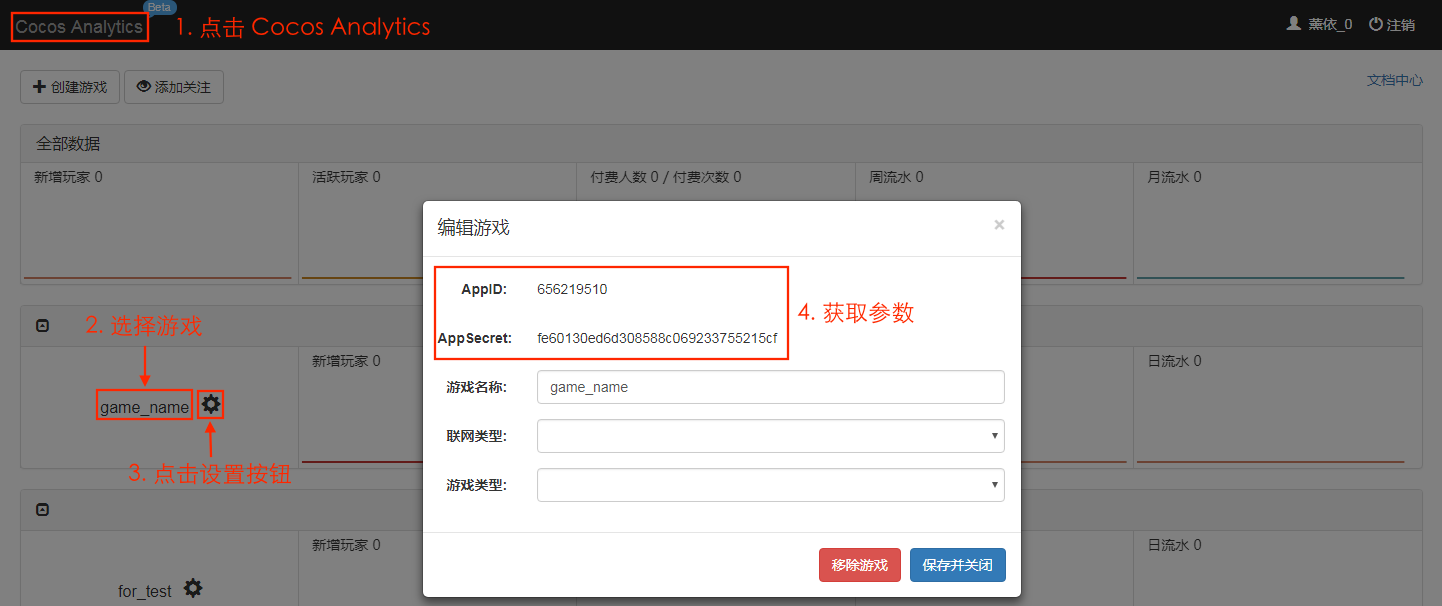 Beta
Cocos Analytics
1. 点击 Cocos Analytics
薰依_0 注销
创建游戏 添加关注
文档中心
全部数据
新增玩家 0 活跃玩家 0 付费人数 0 / 付费次数 0 周流水 0 月流水 0
编辑游戏 ×
AppID: 656219510
4. 获取参数
AppSecret: fe60130ed6d308588c069233755215cf
2. 选择游戏
新增玩家 0 日流水 0
游戏名称: game_name
game_name
联网类型:
3. 点击设置按钮
游戏类型:
新增玩家 0 日流水 0
移除游戏 保存并关闭
for_test